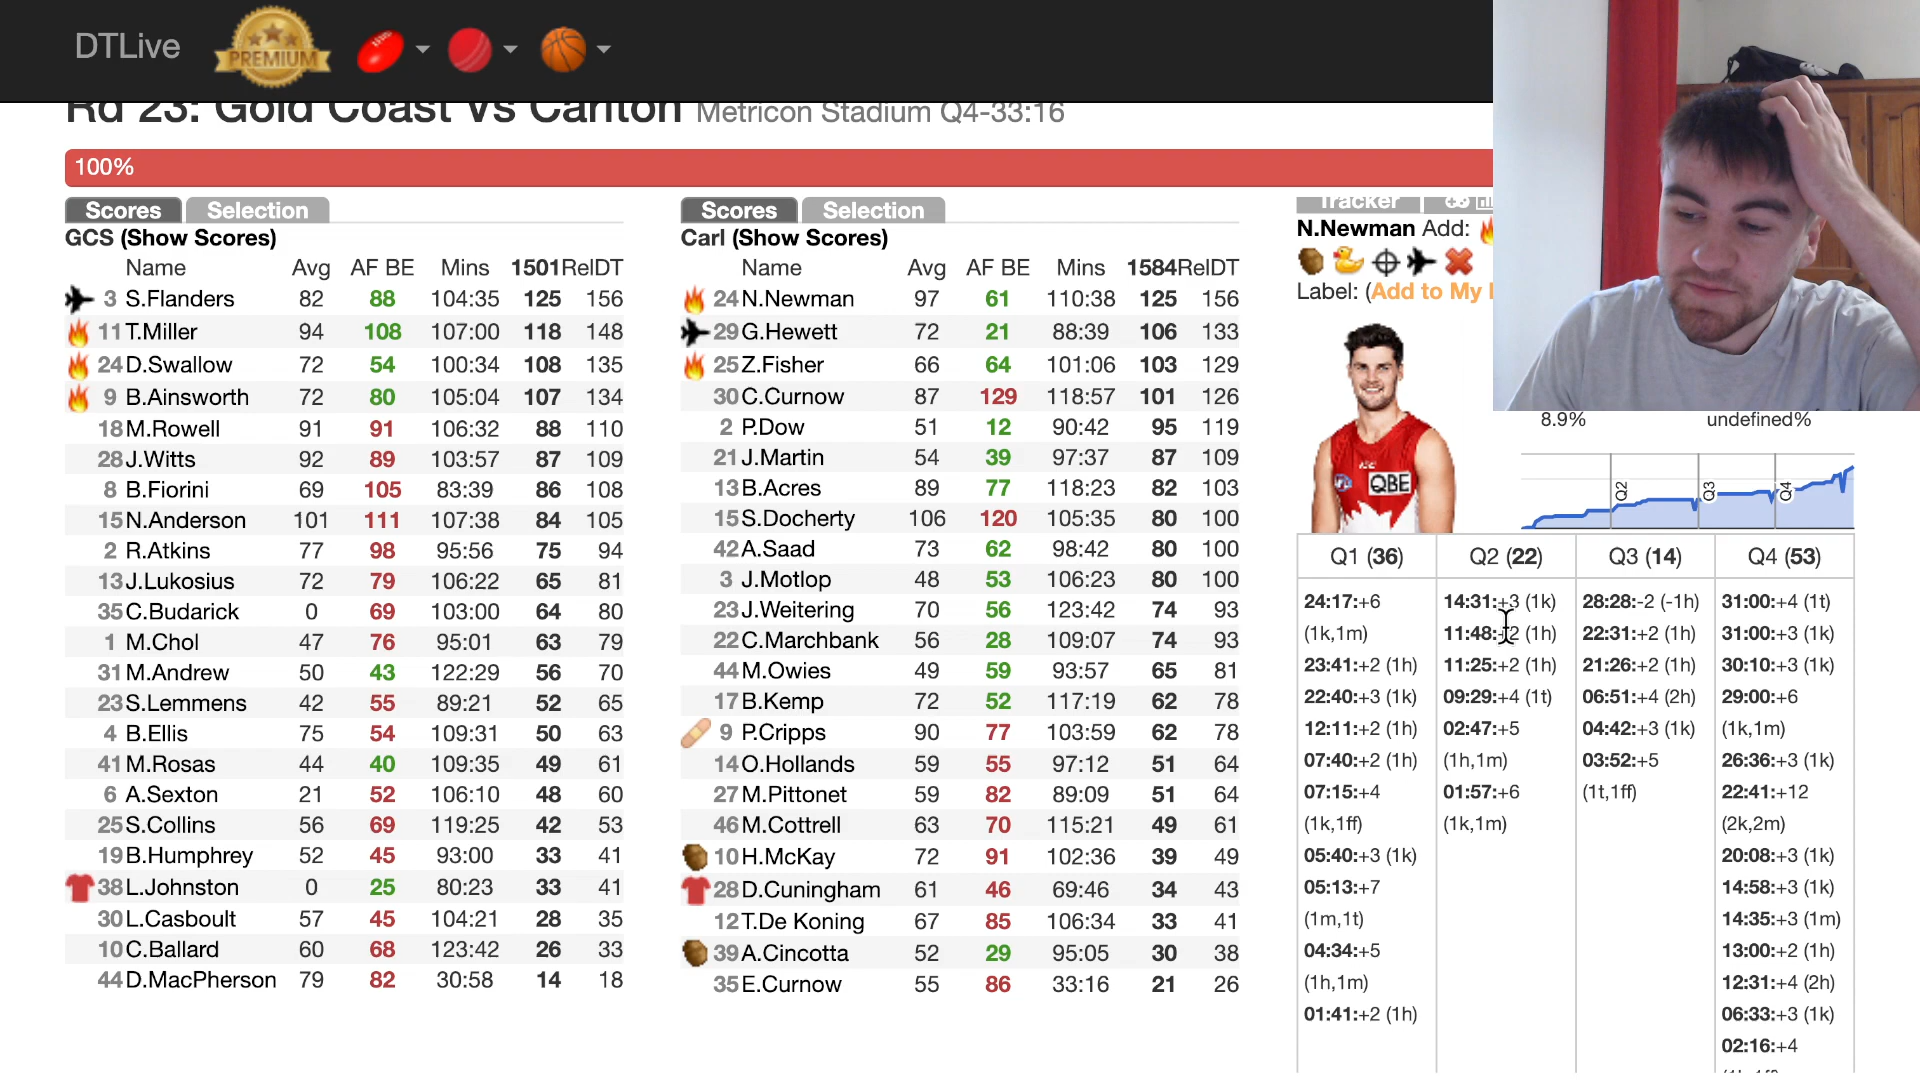 DTLive
PREMIUM
Rd 23: Gold Coast Vs Carlton Metricon Stadium Q4-33:16
100%
Scores Selection
GCS (Show Scores)
Name Avg AF BE Mins 1501 RelDT
3 S.Flanders 82 88 104:35 125 156
11 T.Miller 94 108 107:00 118 148
24 D.Swallow 72 54 100:34 108 135
9 B.Ainsworth 72 80 105:04 107 134
18 M.Rowell 91 91 106:32 88 110
28 J.Witts 92 89 103:57 87 109
8 B.Fiorini 69 105 83:39 86 108
15 N.Anderson 101 111 107:38 84 105
2 R.Atkins 77 98 95:56 75 94
13 J.Lukosius 72 79 106:22 65 81
35 C.Budarick 0 69 103:00 64 80
1 M.Chol 47 76 95:01 63 79
31 M.Andrew 50 43 122:29 56 70
23 S.Lemmens 42 55 89:21 52 65
4 B.Ellis 75 54 109:31 50 63
41 M.Rosas 44 40 109:35 49 61
6 A.Sexton 21 52 106:10 48 60
25 S.Collins 56 69 119:25 42 53
19 B.Humphrey 52 45 93:00 33 41
38 L.Johnston 0 25 80:23 33 41
30 L.Casboult 57 45 104:21 28 35
10 C.Ballard 60 68 123:42 26 33
44 D.MacPherson 79 82 30:58 14 18
Scores Selection
Carl (Show Scores)
Name Avg AF BE Mins 1584 RelDT
24 N.Newman 97 61 110:38 125 156
29 G.Hewett 72 21 88:39 106 133
25 Z.Fisher 66 64 101:06 103 129
30 C.Curnow 87 129 118:57 101 126
2 P.Dow 51 12 90:42 95 119
21 J.Martin 54 39 97:37 87 109
13 B.Acres 89 77 118:23 82 103
15 S.Docherty 106 120 105:35 80 100
42 A.Saad 73 62 98:42 80 100
3 J.Motlop 48 53 106:23 80 100
23 J.Weitering 70 56 123:42 74 93
22 C.Marchbank 56 28 109:07 74 93
44 M.Owies 49 59 93:57 65 81
17 B.Kemp 72 52 117:19 62 78
9 P.Cripps 90 77 103:59 62 78
14 O.Hollands 59 55 97:12 51 64
27 M.Pittonet 59 82 89:09 51 64
46 M.Cottrell 63 70 115:21 49 61
10 H.McKay 72 91 102:36 39 49
28 D.Cuningham 61 46 69:46 34 43
12 T.De Koning 67 85 106:34 33 41
39 A.Cincotta 52 29 95:05 30 38
35 E.Curnow 55 86 33:16 21 26
Tracker
N.Newman Add:
Label: (Add to My
QBE
8.9% undefined%
Q2 Q3 Q4
Q1 (36)
24:17:+6
(1k,1m)
23:41:+2 (1h)
22:40:+3 (1k)
12:11:+2 (1h)
07:40:+2 (1h)
07:15:+4
(1k,1ff)
05:40:+3 (1k)
05:13:+7
(1m,1t)
04:34:+5
(1h,1m)
01:41:+2 (1h)
Q2 (22)
14:31:+3 (1k)
11:48:+2 (1h)
11:25:+2 (1h)
09:29:+4 (1t)
02:47:+5
(1h,1m)
01:57:+6
(1k,1m)
Q3 (14)
28:28:-2 (-1h)
22:31:+2 (1h)
21:26:+2 (1h)
06:51:+4 (2h)
04:42:+3 (1k)
03:52:+5
(1t,1ff)
Q4 (53)
31:00:+4 (1t)
31:00:+3 (1k)
30:10:+3 (1k)
29:00:+6
(1k,1m)
26:36:+3 (1k)
22:41:+12
(2k,2m)
20:08:+3 (1k)
14:58:+3 (1k)
14:35:+3 (1m)
13:00:+2 (1h)
12:31:+4 (2h)
06:33:+3 (1k)
02:16:+4